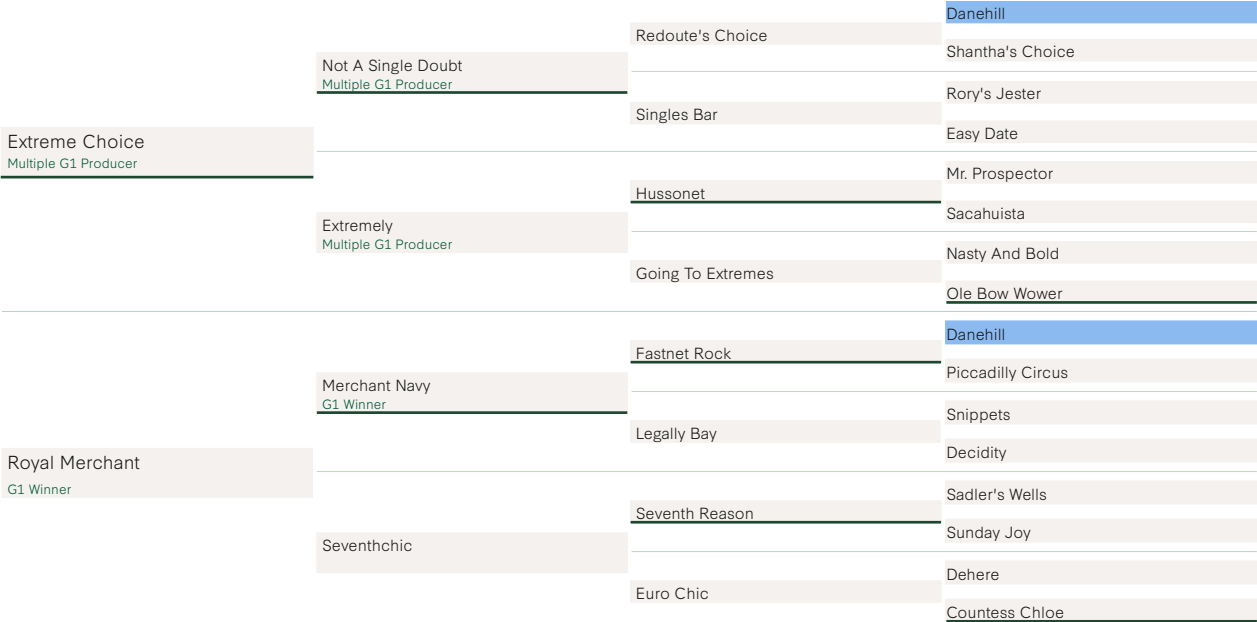 Extreme Choice
Multiple G1 Producer
Royal Merchant
G1 Winner
Not A Single Doubt
Multiple G1 Producer
Extremely
Multiple G1 Producer
Merchant Navy
G1 Winner
Seventhchic
Redoute's Choice
Singles Bar
Hussonet
Going To Extremes
Fastnet Rock
Legally Bay
Seventh Reason
Euro Chic
Danehill
Shantha's Choice
Rory's Jester
Easy Date
Mr. Prospector
Sacahuista
Nasty And Bold
Ole Bow Wower
Danehill
Piccadilly Circus
Snippets
Decidity
Sadler's Wells
Sunday Joy
Dehere
Countess Chloe